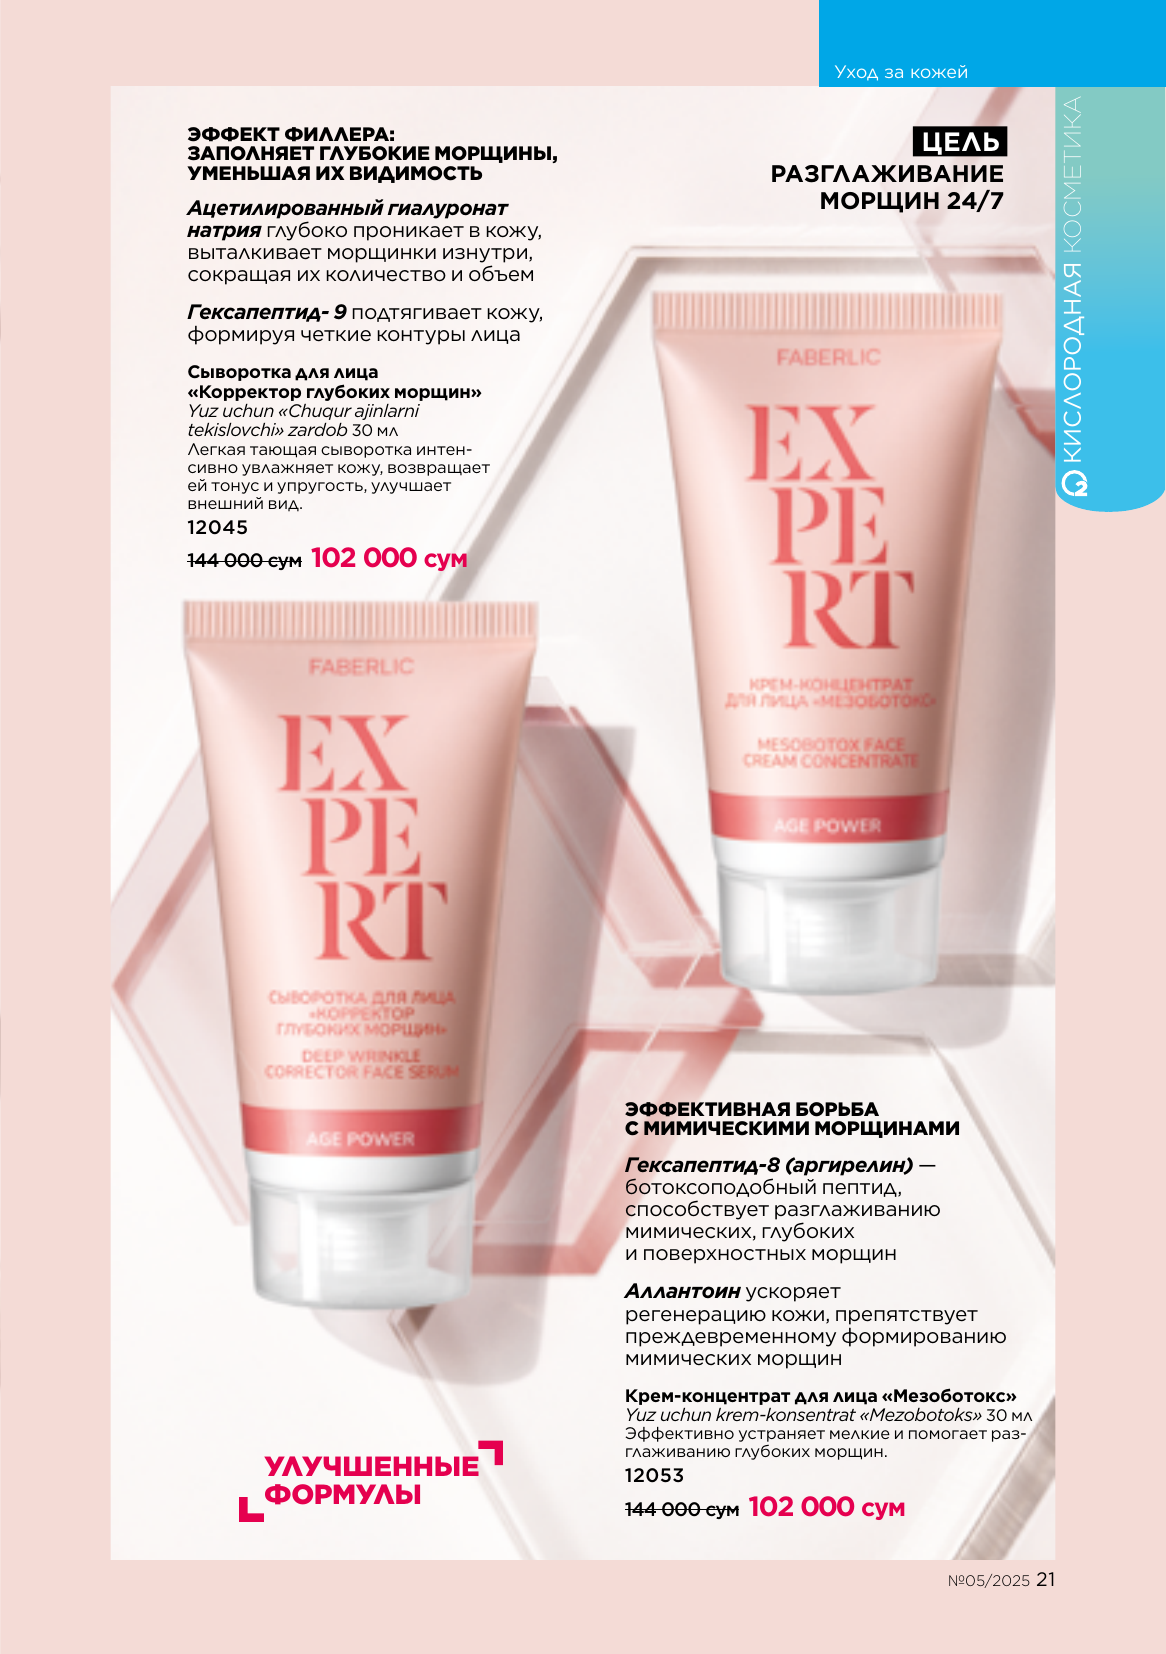 Уход за кожей
КИСЛОРОДНАЯ КОСМЕТИКА
ЭФФЕКТ ФИЛЛЕРА:
ЗАПОЛНЯЕТ ГЛУБОКИЕ МОРЩИНЫ,
УМЕНЬШАЯ ИХ ВИДИМОСТЬ
Ацетилированный гиалуронат
натрия глубоко проникает в кожу,
выталкивает морщинки изнутри,
сокращая их количество и объем
Гексапептид- 9 подтягивает кожу,
формируя четкие контуры лица
Сыворотка для лица
«Корректор глубоких морщин»
Yuz uchun «Chuqur ajinlarni
tekislovchi» zardob 30 мл
Легкая тающая сыворотка интен-
сивно увлажняет кожу, возвращает
ей тонус и упругость, улучшает
внешний вид.
12045
144 000 сум 102 000 сум
ЦЕЛЬ
РАЗГЛАЖИВАНИЕ
МОРЩИН 24/7
FABERLIC
EX
PE
RT
КРЕМ-КОНЦЕНТРАТ
ДЛЯ ЛИЦА «МЕЗОБОТОКС»
MESOBOTOX FACE
CREAM CONCENTRATE
AGE POWER
FABERLIC
EX
PE
RT
СЫВОРОТКА ДЛЯ ЛИЦА
«КОРРЕКТОР
ГЛУБОКИХ МОРЩИН»
DEEP WRINKLE
CORRECTOR FACE SERUM
AGE POWER
ЭФФЕКТИВНАЯ БОРЬБА
С МИМИЧЕСКИМИ МОРЩИНАМИ
Гексапептид-8 (аргирелин) —
ботоксоподобный пептид,
способствует разглаживанию
мимических, глубоких
и поверхностных морщин
Аллантоин ускоряет
регенерацию кожи, препятствует
преждевременному формированию
мимических морщин
Крем-концентрат для лица «Мезоботокс»
Yuz uchun krem-konsentrat «Mezobotoks» 30 мл
Эффективно устраняет мелкие и помогает раз-
глаживанию глубоких морщин.
12053
144 000 сум 102 000 сум
УЛУЧШЕННЫЕ
ФОРМУЛЫ
№05/2025 21